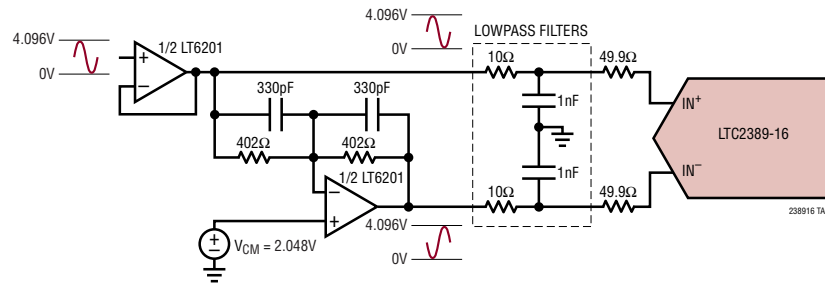 4.096V
0V
1/2 LT6201
+
−
4.096V
0V
LOWPASS FILTERS
10Ω
49.9Ω
330pF
330pF
1nF
IN+
402Ω
402Ω
LTC2389-16
1/2 LT6201
−
+
1nF
IN−
10Ω
49.9Ω
238916 TA
+
−
VCM = 2.048V
4.096V
0V